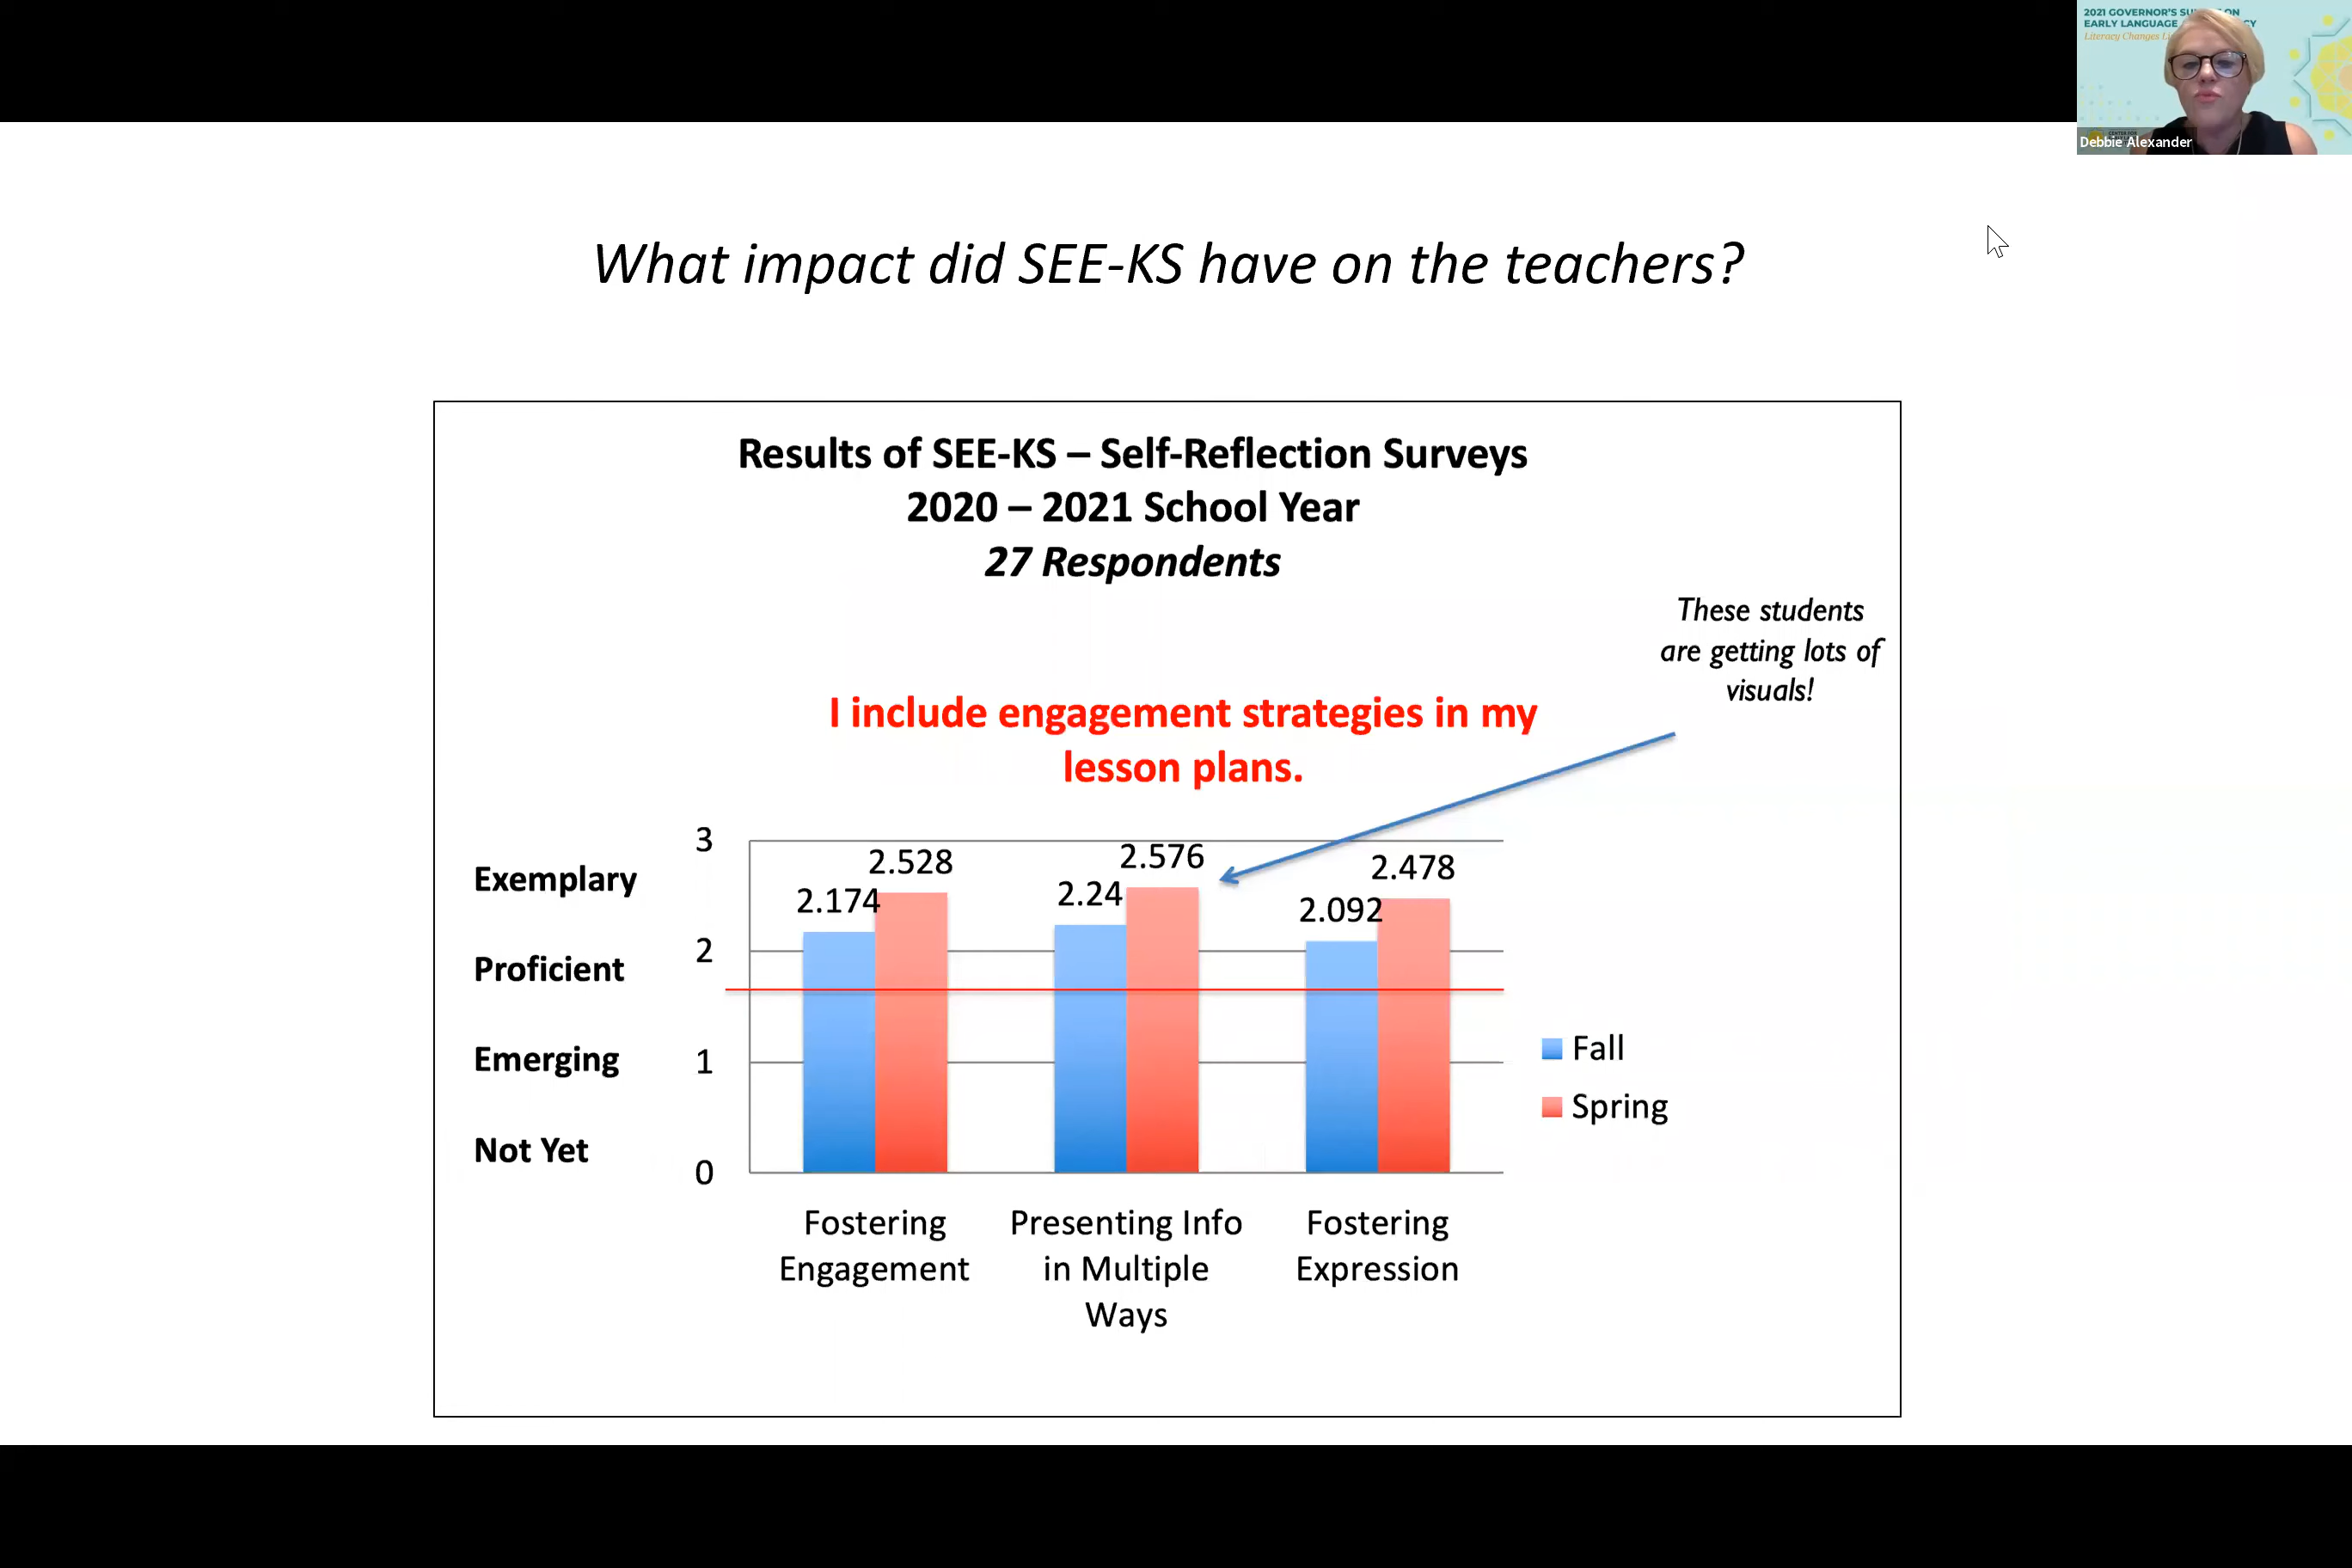 2021 GOVERNOR'S ON
EARLY LANGUAGE
Literacy Changes
Debbie Alexander
What impact did SEE-KS have on the teachers?
Results of SEE-KS – Self-Reflection Surveys
2020 – 2021 School Year
27 Respondents
These students
are getting lots of
visuals!
I include engagement strategies in my
lesson plans.
Exemplary
Proficient
Emerging
Not Yet
3
2
1
0
2.174
2.528
2.24
2.576
2.092
2.478
Fall
Spring
Fostering
Engagement
Presenting Info
in Multiple
Ways
Fostering
Expression